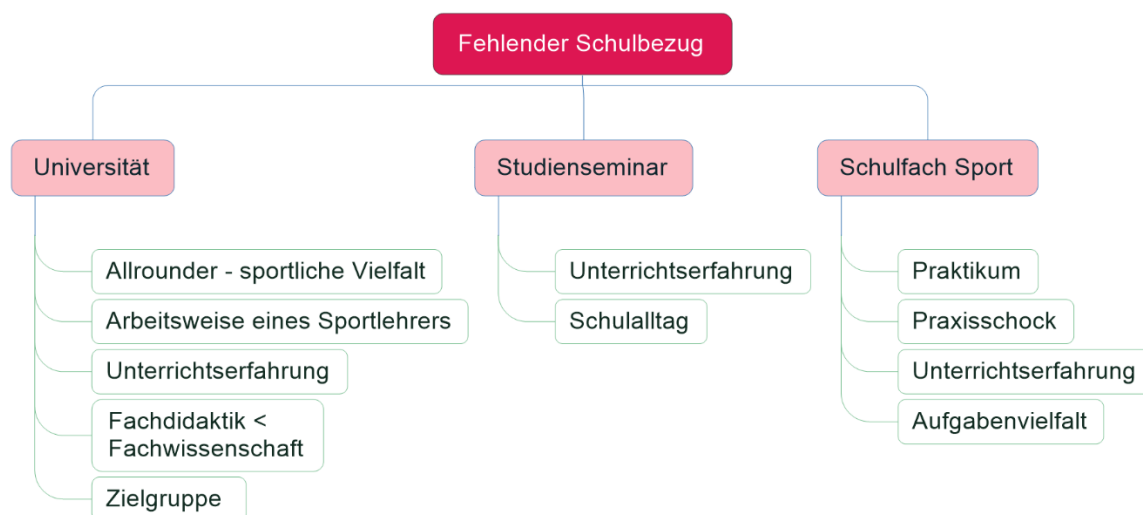 Fehlender Schulbezug
Universität
Studienseminar
Schulfach Sport
Allrounder - sportliche Vielfalt
Arbeitsweise eines Sportlehrers
Unterrichtserfahrung
Fachdidaktik <
Fachwissenschaft
Zielgruppe
Unterrichtserfahrung
Schulalltag
Praktikum
Praxisschock
Unterrichtserfahrung
Aufgabenvielfalt